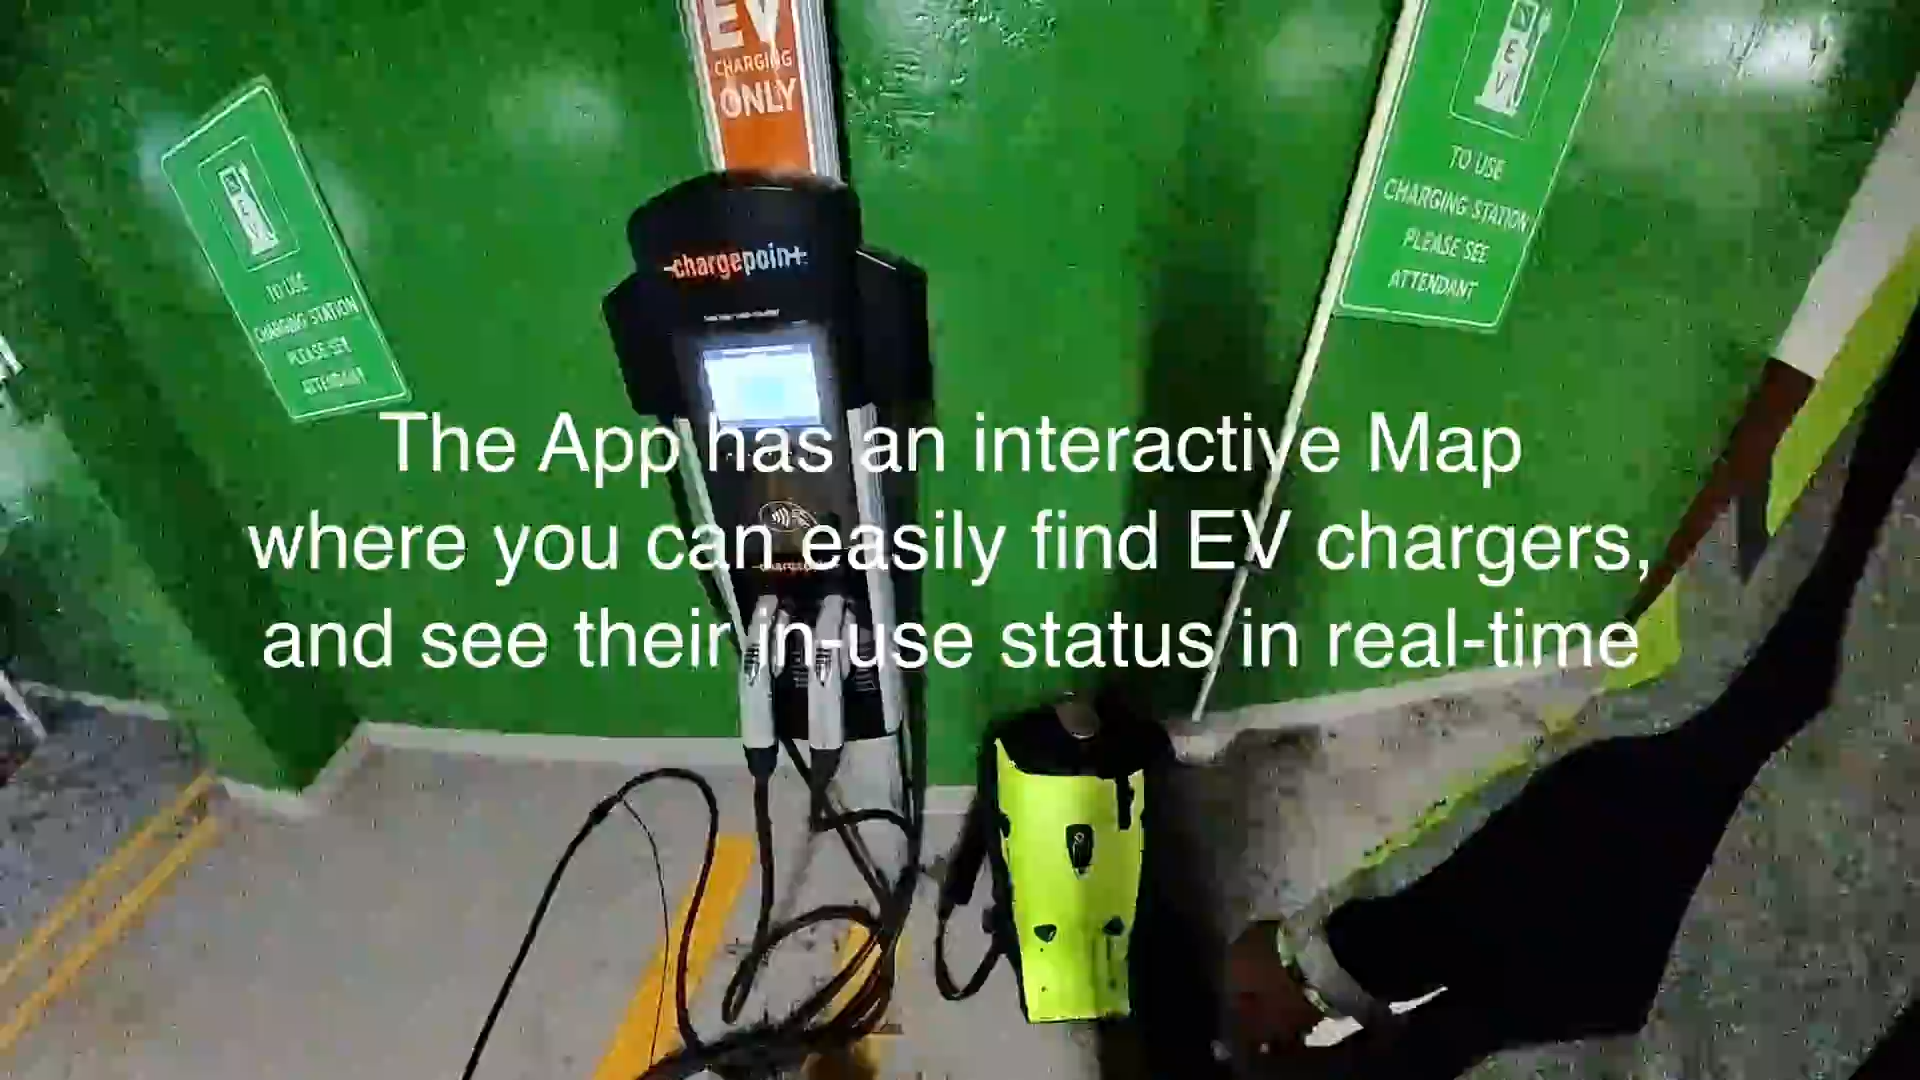 EV
CHARGING
ONLY
EV
TO USE
CHARGING STATION
PLEASE SEE
ATTENDANT
-chargepoin+
EV
TO USE
CHARGING STATION
PLEASE SEE
ATTENDANT
The App has an interactive Map
where you can easily find EV chargers,
and see their in-use status in real-time